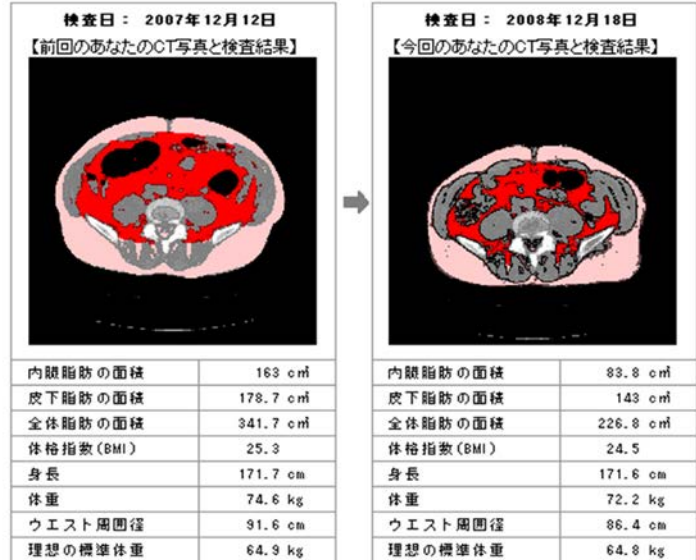 検査日： 2007年12月12日
【前回のあなたのCT写真と検査結果】
内臓脂肪の面積 163 c㎡
皮下脂肪の面積 178.7 c㎡
全体脂肪の面積 341.7 c㎡
体格指数(BMI) 25.3
身長 171.7 cm
体重 74.6 kg
ウエスト周囲径 91.6 cm
理想の標準体重 64.9 kg
検査日： 2008年12月18日
【今回のあなたのCT写真と検査結果】
内臓脂肪の面積 83.8 c㎡
皮下脂肪の面積 143 c㎡
全体脂肪の面積 226.8 c㎡
体格指数(BMI) 24.5
身長 171.6 cm
体重 72.2 kg
ウエスト周囲径 86.4 cm
理想の標準体重 64.8 kg